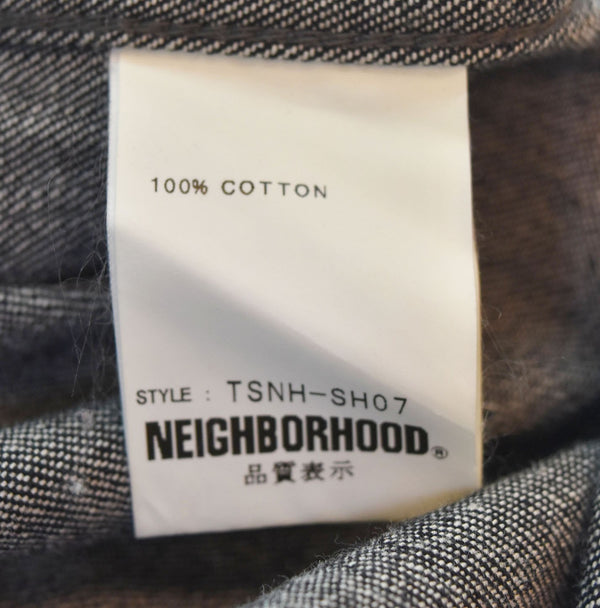 100% COTTON
STYLE : TSNH-SH07
NEIGHBORHOOD®
品質表示